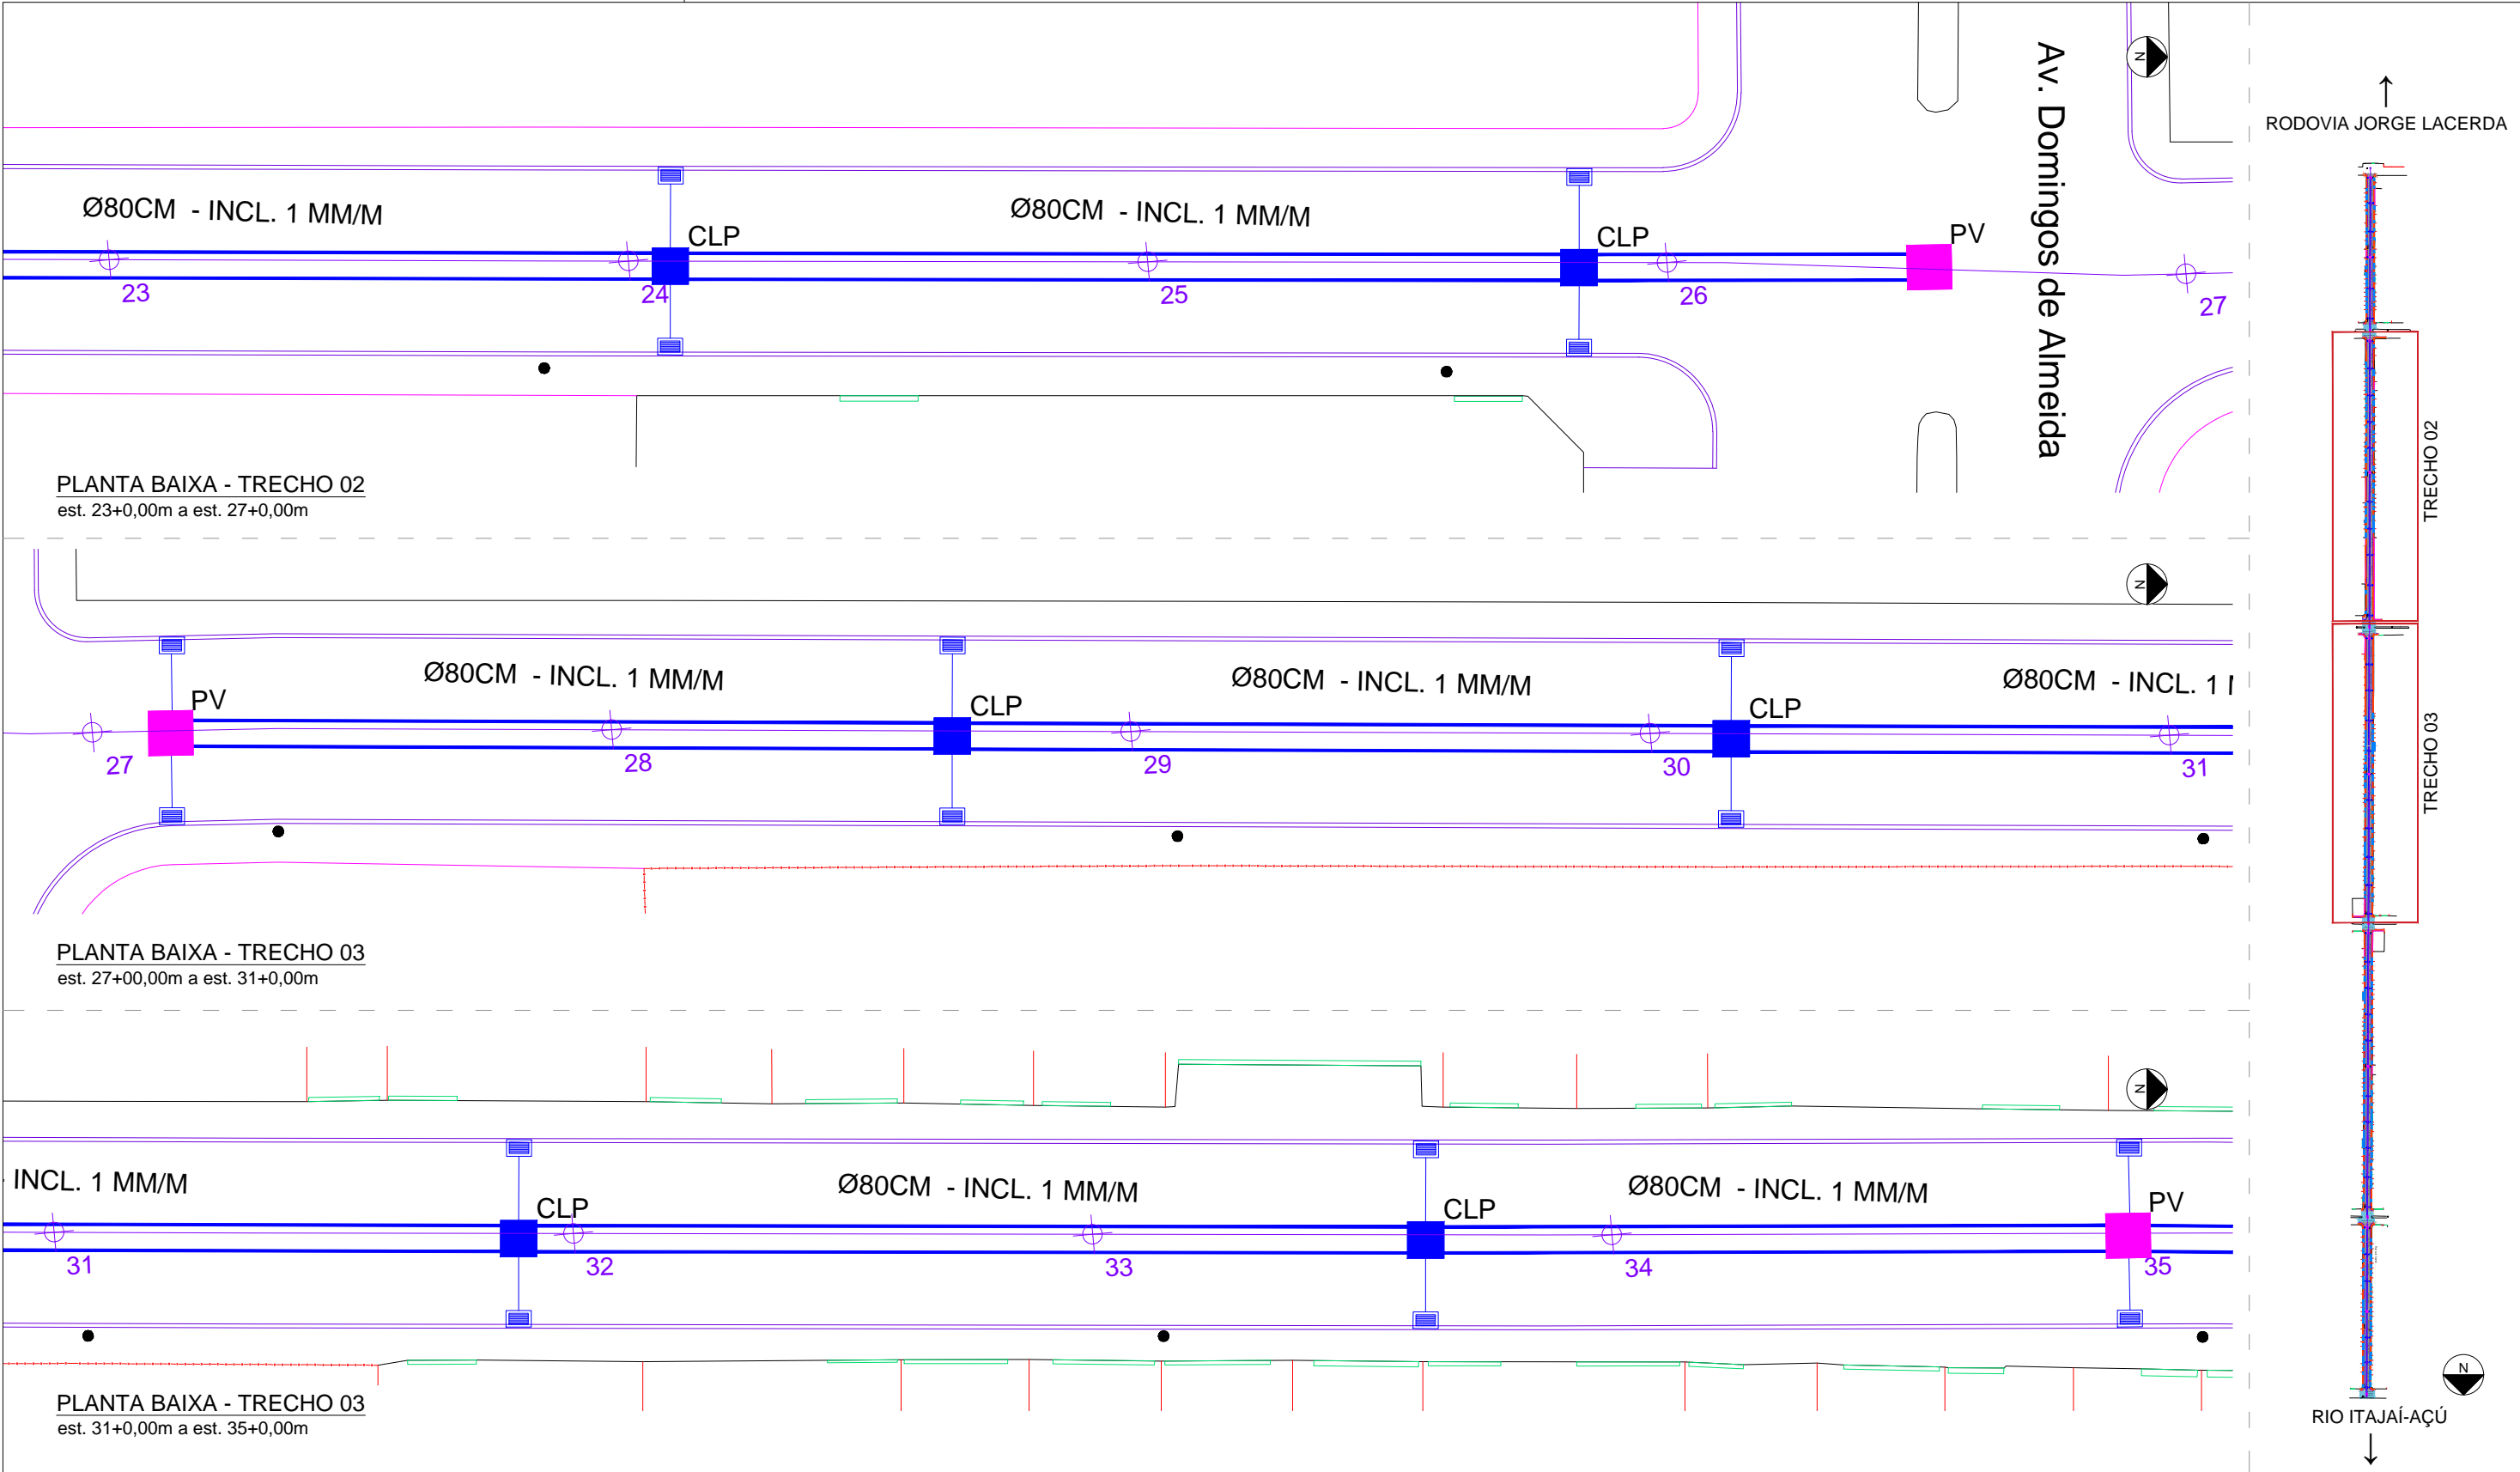 Av. Domingos de Almeida
N
Ø80CM - INCL. 1 MM/M
Ø80CM - INCL. 1 MM/M
CLP
CLP
PV
23
24
25
26
27
PLANTA BAIXA - TRECHO 02
est. 23+0,00m a est. 27+0,00m
N
Ø80CM - INCL. 1 MM/M
Ø80CM - INCL. 1 MM/M
Ø80CM - INCL. 1
PV
CLP
CLP
27
28
29
30
31
PLANTA BAIXA - TRECHO 03
est. 27+00,00m a est. 31+0,00m
N
INCL. 1 MM/M
Ø80CM - INCL. 1 MM/M
Ø80CM - INCL. 1 MM/M
CLP
CLP
PV
31
32
33
34
35
PLANTA BAIXA - TRECHO 03
est. 31+0,00m a est. 35+0,00m
RODOVIA JORGE LACERDA
TRECHO 02
TRECHO 03
N
RIO ITAJAÍ-AÇÚ